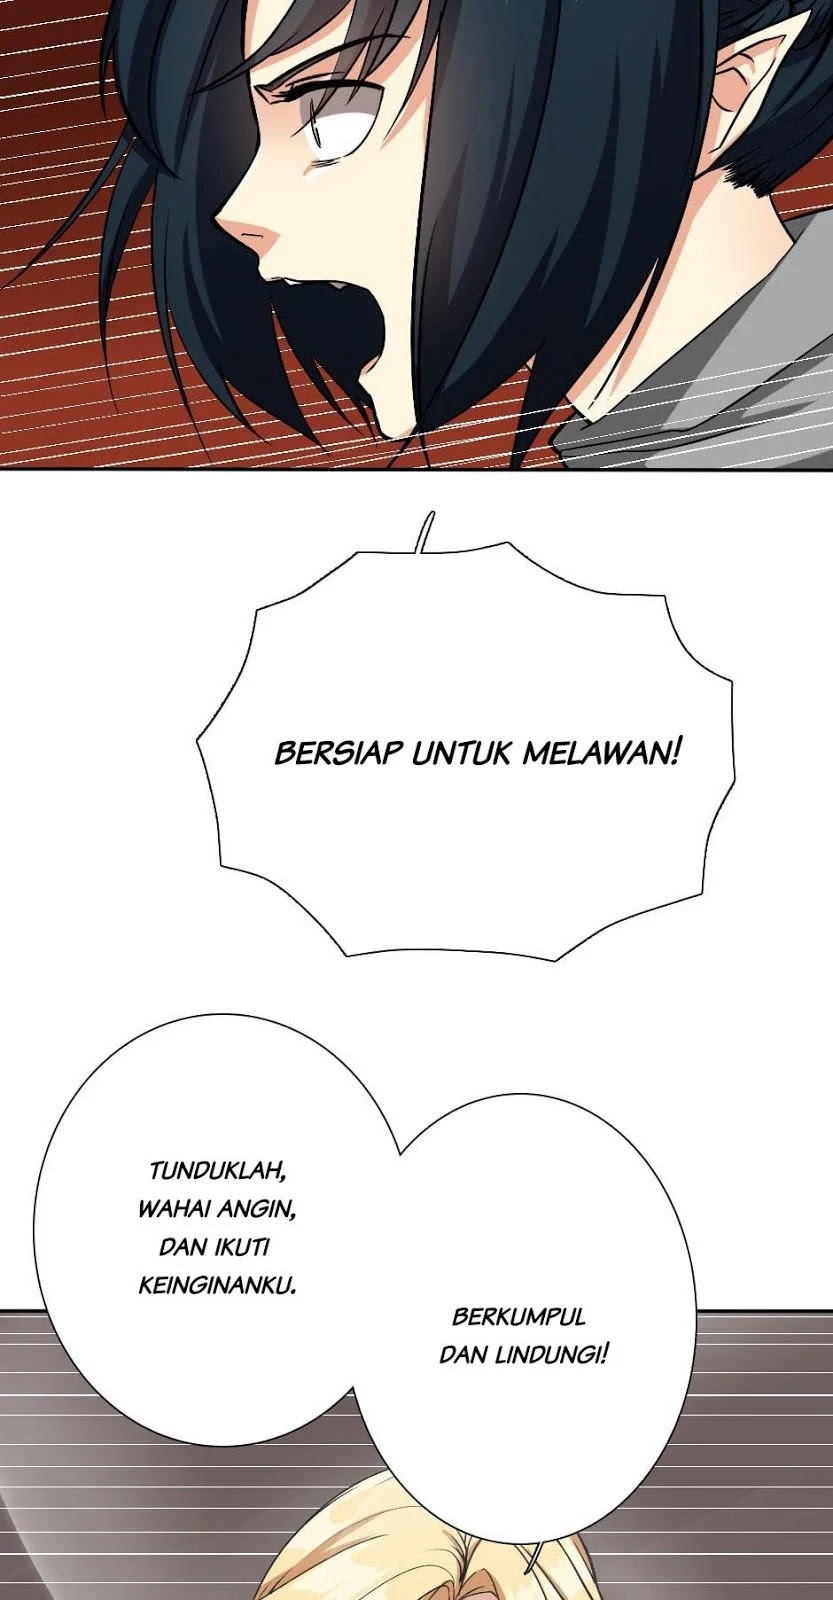 BERSIAP UNTUK MELAWAN!
TUNDUKLAH,
WAHAI ANGIN,
DAN IKUTI
KEINGINANKU.
BERKUMPUL
DAN LINDUNGI!